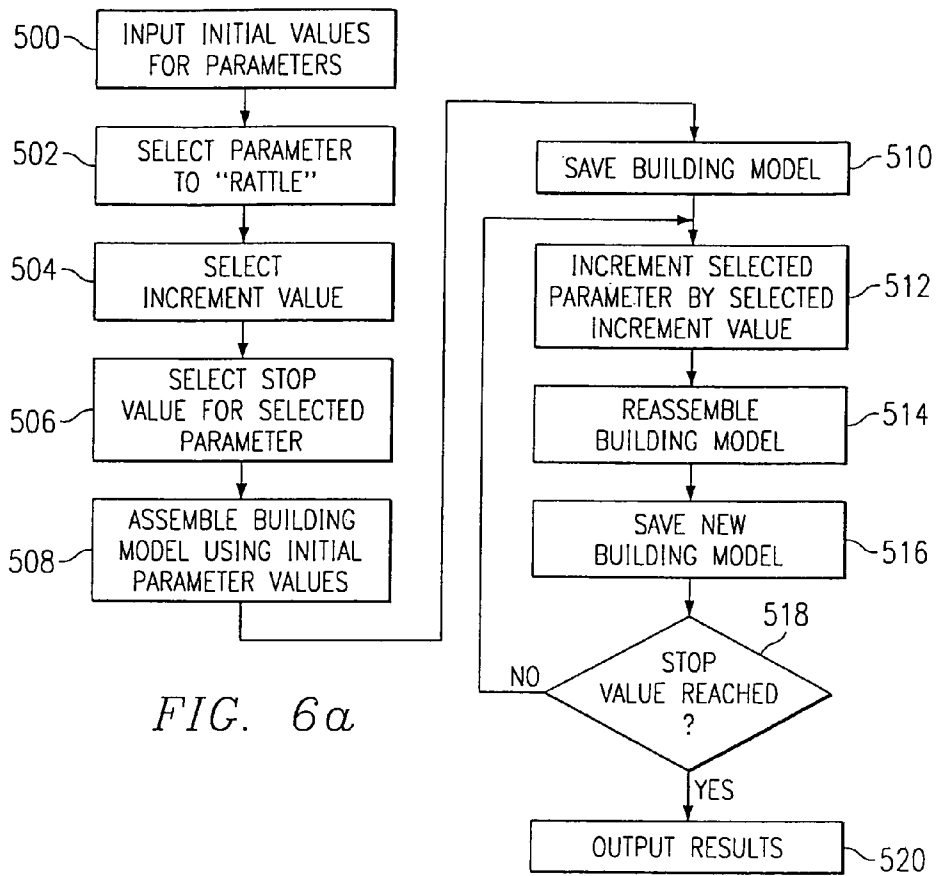 500
INPUT INITIAL VALUES
FOR PARAMETERS
502
SELECT PARAMETER
TO “RATTLE”
504
SELECT
INCREMENT VALUE
506
SELECT STOP
VALUE FOR SELECTED
PARAMETER
508
ASSEMBLE BUILDING
MODEL USING INITIAL
PARAMETER VALUES
SAVE BUILDING MODEL
510
INCREMENT SELECTED
PARAMETER BY SELECTED
INCREMENT VALUE
512
REASSEMBLE
BUILDING MODEL
514
SAVE NEW
BUILDING MODEL
516
518
STOP
VALUE REACHED
?
NO
YES
OUTPUT RESULTS
520
FIG. 6a